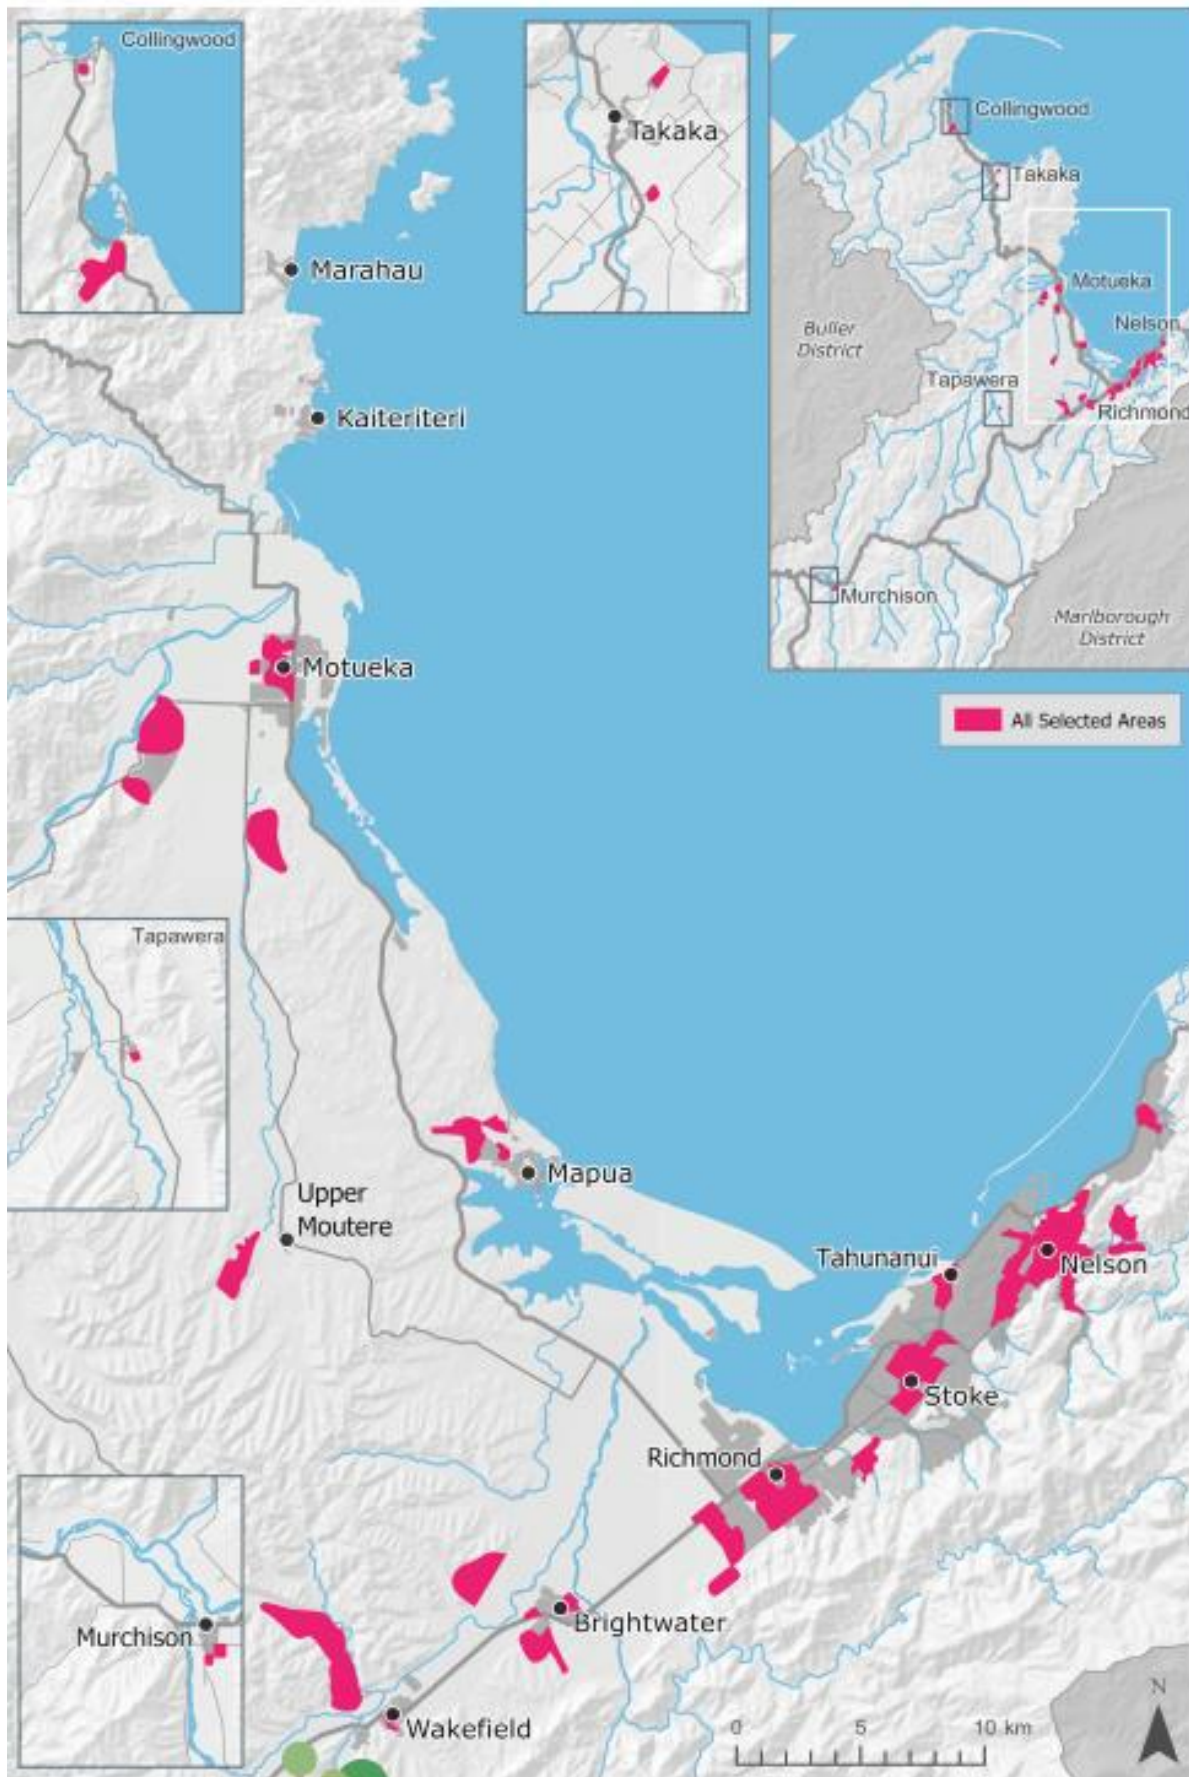 Collingwood
Takaka
Collingwood
Takaka
Motueka
Nelson
Buller
District
Tapawera
Richmond
Murchison
Marlborough
District
Marahau
Kaiteriteri
Motueka
All Selected Areas
Tapawera
Mapua
Upper
Moutere
Tahunanui
Nelson
Stoke
Richmond
Brightwater
Murchison
Wakefield
0 5 10 km
N